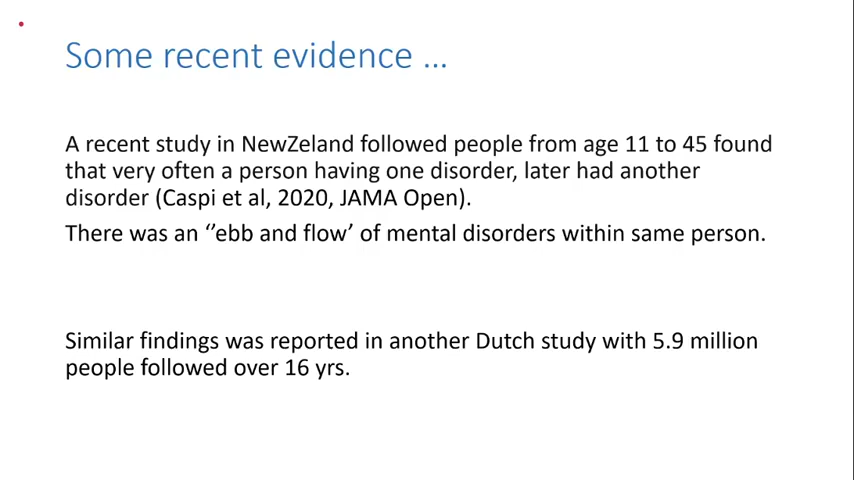 Some recent evidence ...
A recent study in NewZeland followed people from age 11 to 45 found
that very often a person having one disorder, later had another
disorder (Caspi et al, 2020, JAMA Open).
There was an ‘’ebb and flow’ of mental disorders within same person.
Similar findings was reported in another Dutch study with 5.9 million
people followed over 16 yrs.